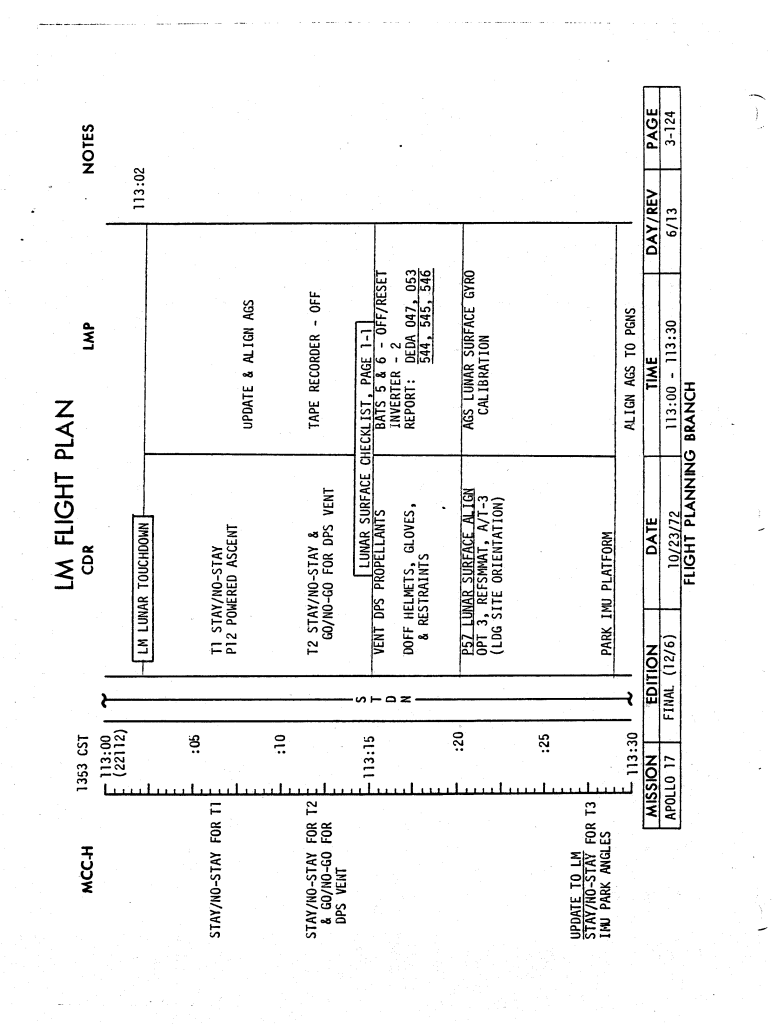 LM FLIGHT PLAN
MCC-H
CDR
LMP
NOTES
1353 CST
113:00
(22112)
:05
:10
113:15
:20
:25
113:30
STAY/NO-STAY FOR T1
STAY/NO-STAY FOR T2
& GO/NO-GO FOR
DPS VENT
UPDATE TO LM
STAY/NO-STAY FOR T3
IMU PARK ANGLES
S
T
D
N
LM LUNAR TOUCHDOWN
113:02
T1 STAY/NO-STAY
P12 POWERED ASCENT
UPDATE & ALIGN AGS
T2 STAY/NO-STAY &
GO/NO-GO FOR DPS VENT
TAPE RECORDER - OFF
LUNAR SURFACE CHECKLIST, PAGE 1-1
VENT DPS PROPELLANTS
DOFF HELMETS, GLOVES,
& RESTRAINTS
BATS 5 & 6 - OFF/RESET
INVERTER - 2
REPORT: DEDA 047, 053
544, 545, 546
P57 LUNAR SURFACE ALIGN
OPT 3, REFSMMAT, A/T-3
(LDG SITE ORIENTATION)
AGS LUNAR SURFACE GYRO
CALIBRATION
PARK IMU PLATFORM
ALIGN AGS TO PGNS
MISSION EDITION DATE TIME DAY/REV PAGE
APOLLO 17 FINAL (12/6) 10/23/72 113:00 - 113:30 6/13 3-124
FLIGHT PLANNING BRANCH